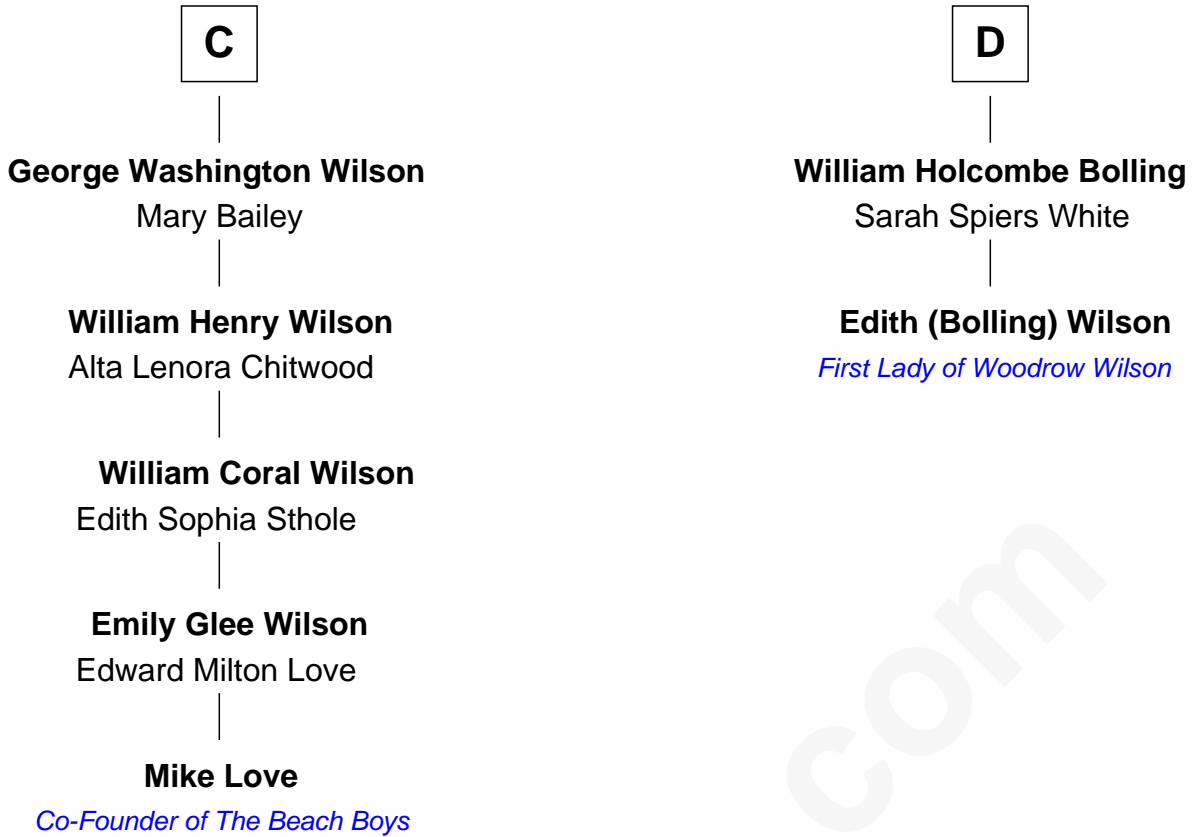 C
George Washington Wilson
Mary Bailey
William Henry Wilson
Alta Lenora Chitwood
William Coral Wilson
Edith Sophia Sthole
Emily Glee Wilson
Edward Milton Love
Mike Love
Co-Founder of The Beach Boys
D
William Holcombe Bolling
Sarah Spiers White
Edith (Bolling) Wilson
First Lady of Woodrow Wilson
com